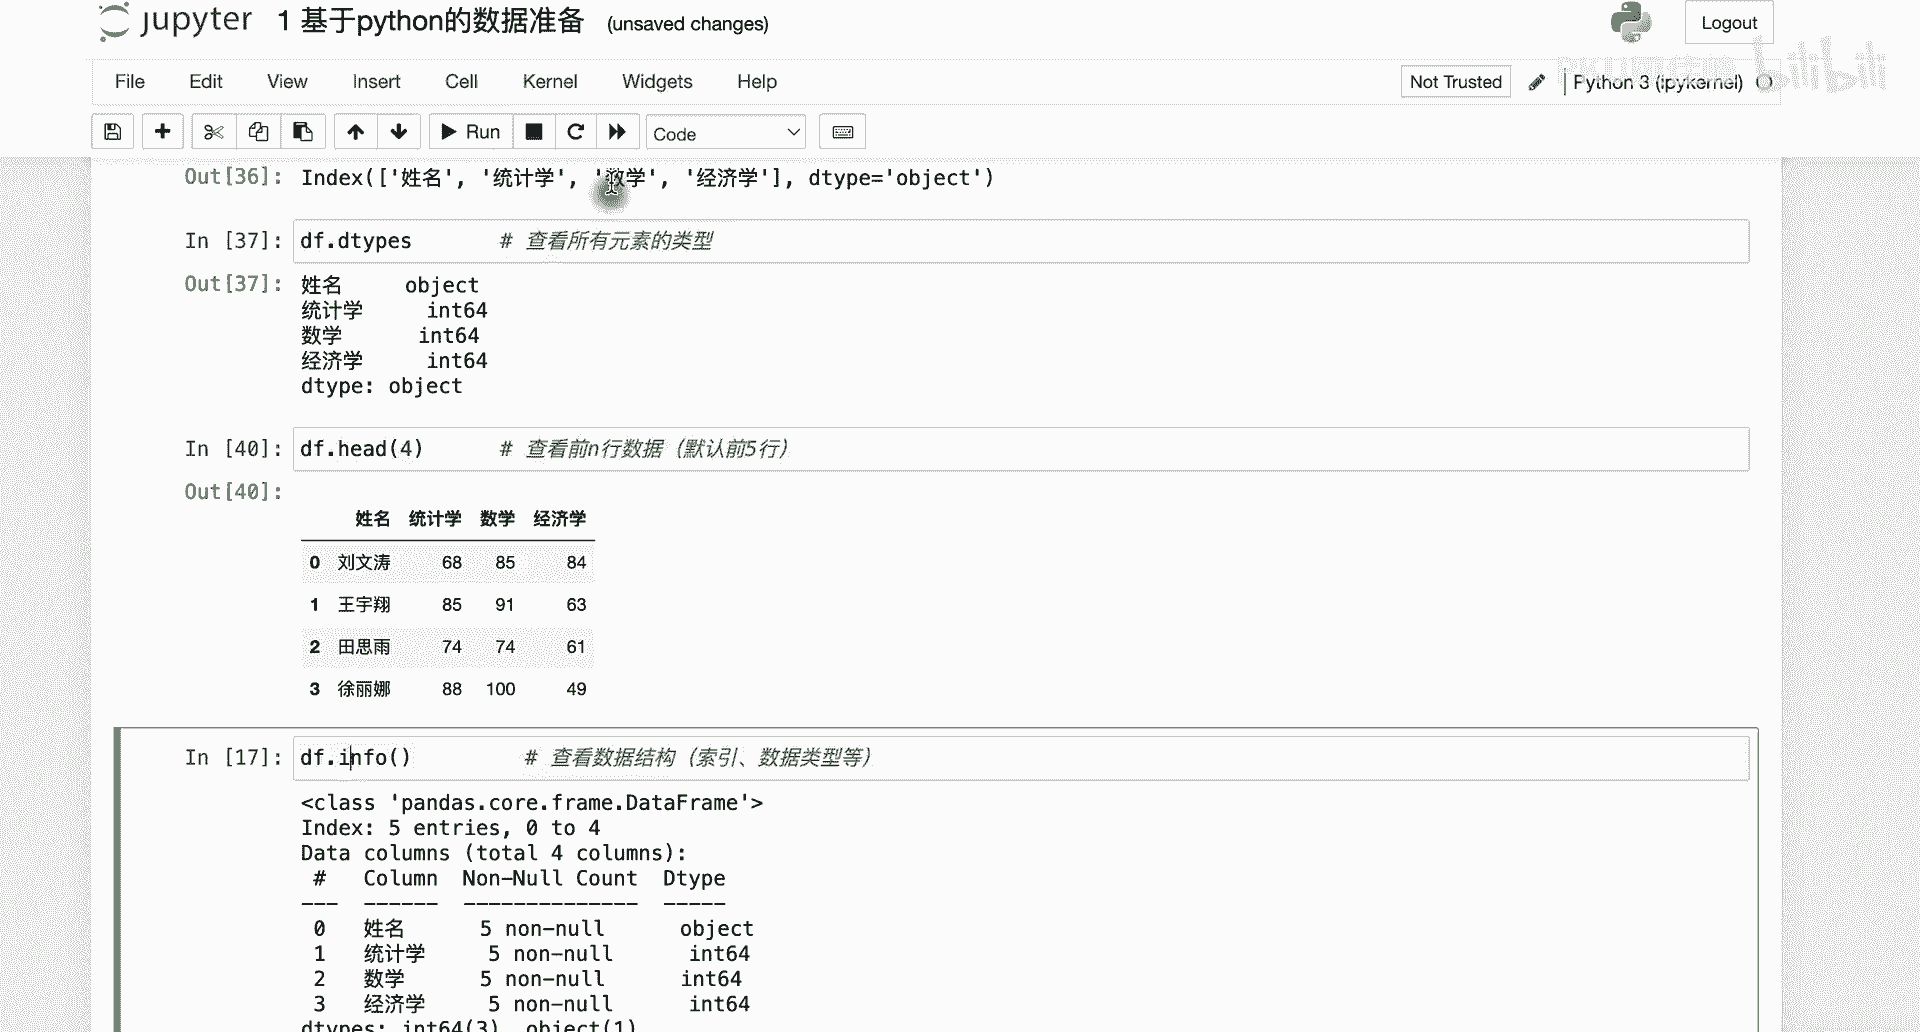 jupyter 1 基于python的数据准备 (unsaved changes)
Logout
File Edit View Insert Cell Kernel Widgets Help
Not Trusted
Python 3 (ipykernel)
bilibili
Run
Code
Out[36]: Index(['姓名', '统计学', '数学', '经济学'], dtype='object')
In [37]: df.dtypes # 查看所有元素的类型
Out[37]: 姓名 object
统计学 int64
数学 int64
经济学 int64
dtype: object
In [40]: df.head(4) # 查看前n行数据（默认前5行）
Out[40]:
姓名 统计学 数学 经济学
0 刘文涛 68 85 84
1 王宇翔 85 91 63
2 田思雨 74 74 61
3 徐丽娜 88 100 49
In [17]: df.info() # 查看数据结构（索引、数据类型等）
<class 'pandas.core.frame.DataFrame'>
Index: 5 entries, 0 to 4
Data columns (total 4 columns):
# Column Non-Null Count Dtype
--- ------ -------------- -----
0 姓名 5 non-null object
1 统计学 5 non-null int64
2 数学 5 non-null int64
3 经济学 5 non-null int64
dtypes: int64(3), object(1)